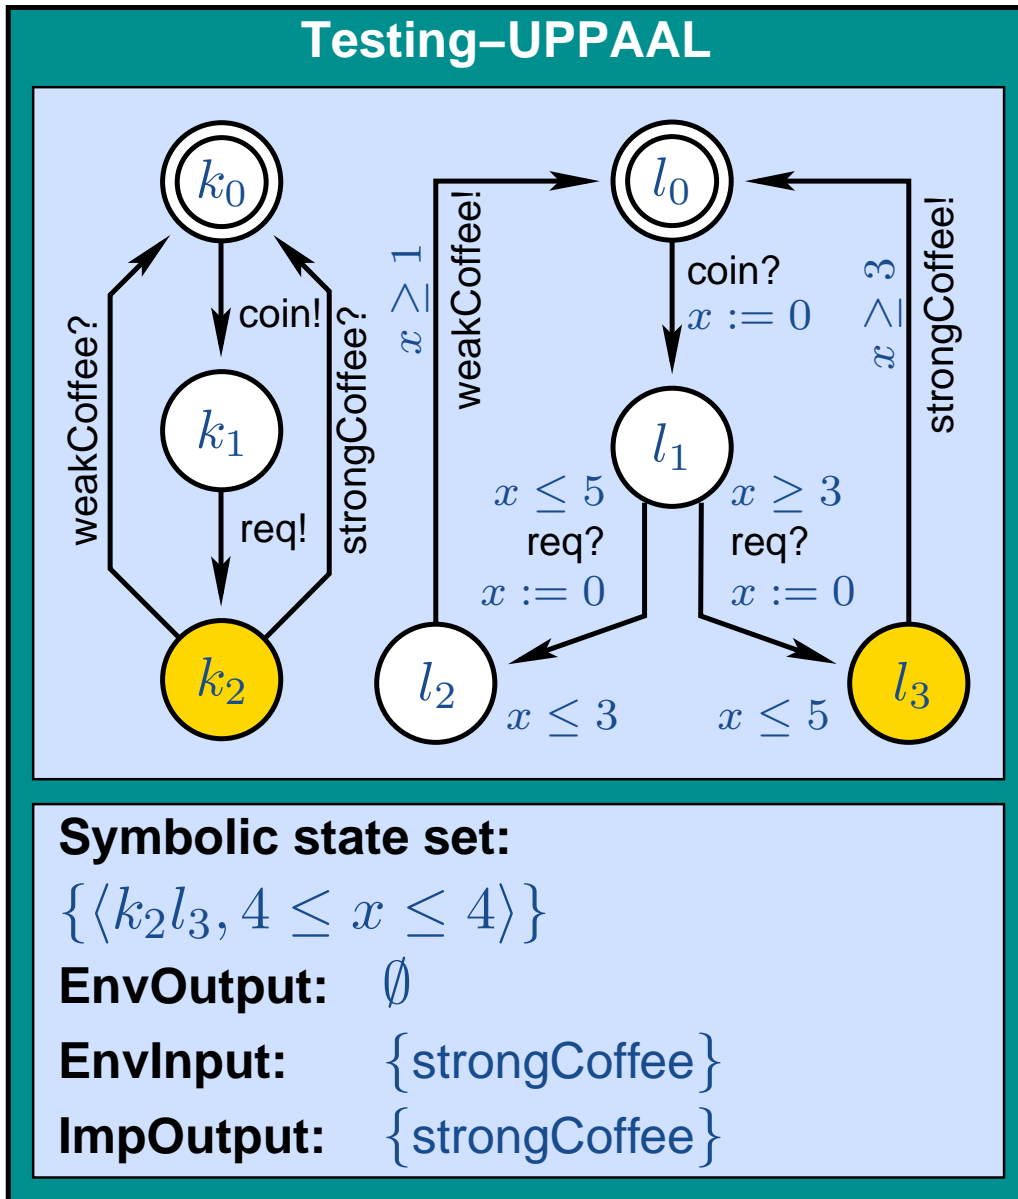 Testing–UPPAAL
k₀
coin!
k₁
req!
k₂
weakCoffee?
strongCoffee?
l₀
coin?
x := 0
l₁
x ≤ 5
req?
x := 0
x ≥ 3
req?
x := 0
x ≥ 1
weakCoffee!
x ≥ 3
strongCoffee!
l₂
x ≤ 3
x ≤ 5
l₃
Symbolic state set:
{⟨k₂l₃, 4 ≤ x ≤ 4⟩}
EnvOutput: ∅
EnvInput: {strongCoffee}
ImpOutput: {strongCoffee}